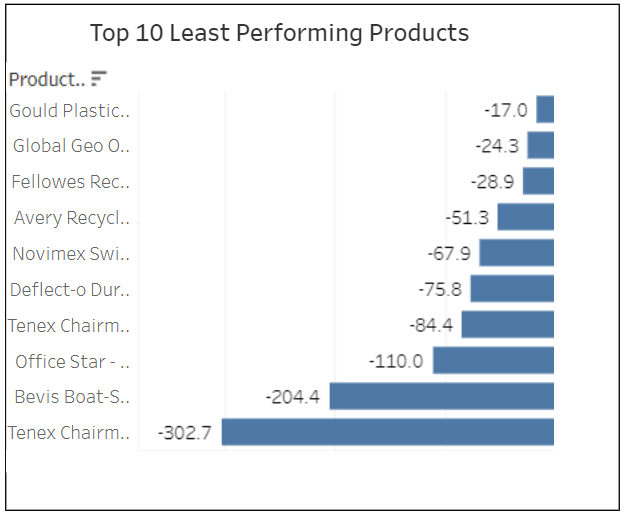 Top 10 Least Performing Products
Product..
Gould Plastic.. -17.0
Global Geo O.. -24.3
Fellowes Rec.. -28.9
Avery Recycl.. -51.3
Novimex Swi.. -67.9
Deflect-o Dur.. -75.8
Tenex Chairm.. -84.4
Office Star - .. -110.0
Bevis Boat-S.. -204.4
Tenex Chairm.. -302.7